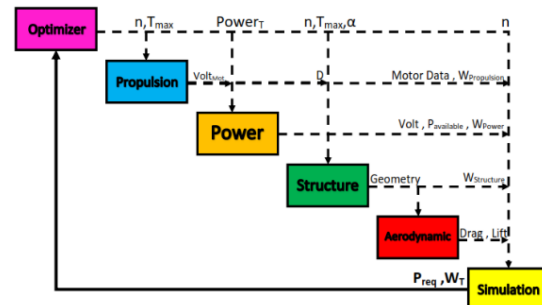 Optimizer n,Tmax PowerT n,Tmax,α n
Propulsion VoltMot D Motor Data , WPropulsion
Power Volt , Pavailable , WPower
Structure Geometry WStructure
Aerodynamic Drag , Lift
Preq ,WT Simulation